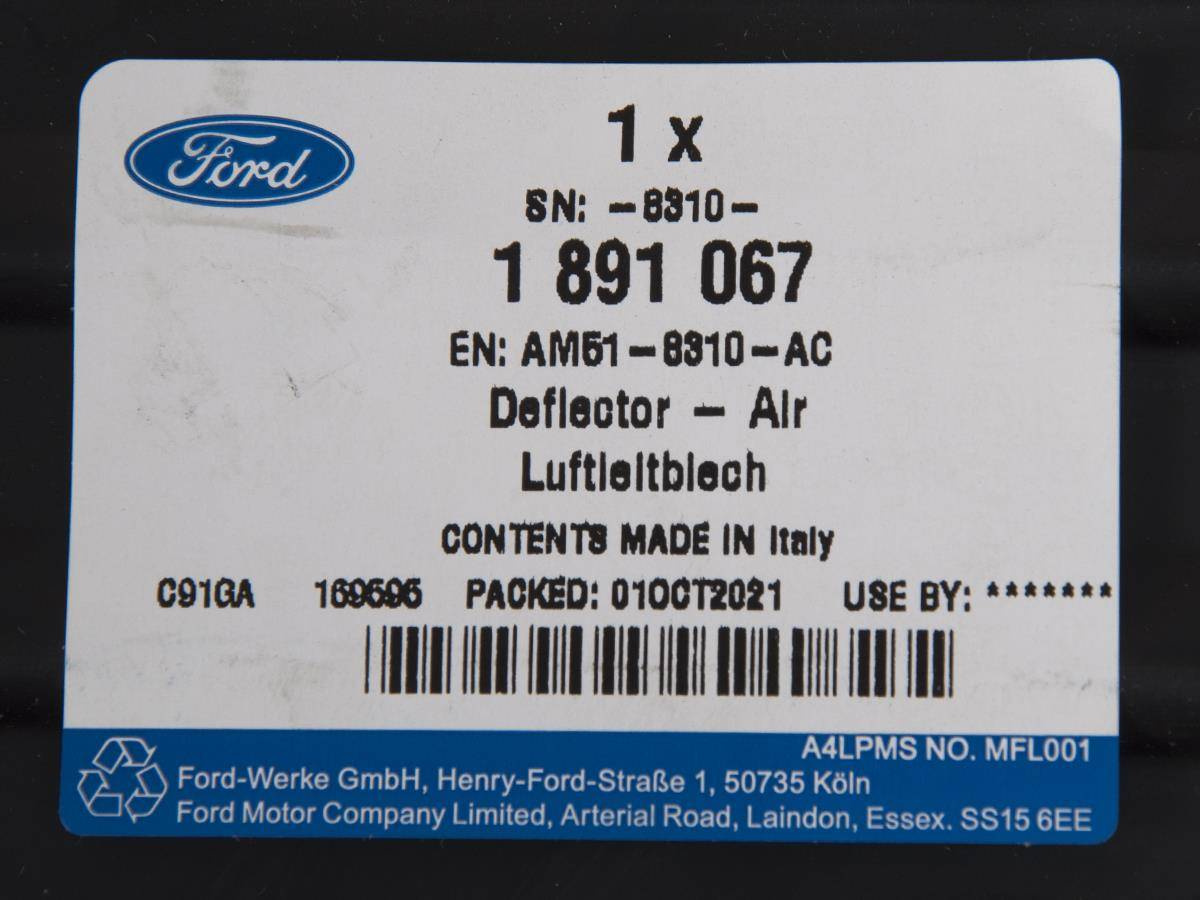 Ford
1 x
SN: -8310-
1 891 067
EN: AM51-8310-AC
Deflector - Air
Luftleitblech
CONTENTS MADE IN Italy
C91GA 169595 PACKED: 01OCT2021 USE BY: *******
A4LPMS NO. MFL001
Ford-Werke GmbH, Henry-Ford-Straße 1, 50735 Köln
Ford Motor Company Limited, Arterial Road, Laindon, Essex. SS15 6EE